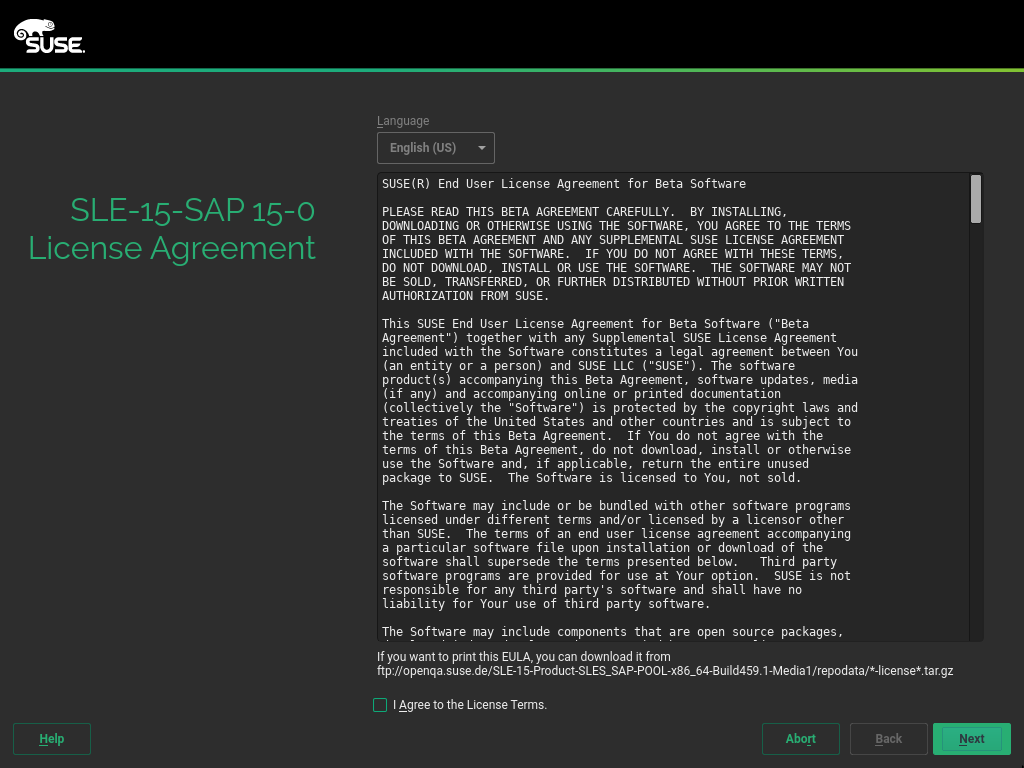 SUSE.
Language
English (US)
SLE-15-SAP 15-0
License Agreement
SUSE(R) End User License Agreement for Beta Software
PLEASE READ THIS BETA AGREEMENT CAREFULLY.  BY INSTALLING,
DOWNLOADING OR OTHERWISE USING THE SOFTWARE, YOU AGREE TO THE TERMS
OF THIS BETA AGREEMENT AND ANY SUPPLEMENTAL SUSE LICENSE AGREEMENT
INCLUDED WITH THE SOFTWARE.  IF YOU DO NOT AGREE WITH THESE TERMS,
DO NOT DOWNLOAD, INSTALL OR USE THE SOFTWARE.  THE SOFTWARE MAY NOT
BE SOLD, TRANSFERRED, OR FURTHER DISTRIBUTED WITHOUT PRIOR WRITTEN
AUTHORIZATION FROM SUSE.
This SUSE End User License Agreement for Beta Software ("Beta
Agreement") together with any Supplemental SUSE License Agreement
included with the Software constitutes a legal agreement between You
(an entity or a person) and SUSE LLC ("SUSE"). The software
product(s) accompanying this Beta Agreement, software updates, media
(if any) and accompanying online or printed documentation
(collectively the "Software") is protected by the copyright laws and
treaties of the United States and other countries and is subject to
the terms of this Beta Agreement.  If You do not agree with the
terms of this Beta Agreement, do not download, install or otherwise
use the Software and, if applicable, return the entire unused
package to SUSE.  The Software is licensed to You, not sold.
The Software may include or be bundled with other software programs
licensed under different terms and/or licensed by a licensor other
than SUSE.  The terms of an end user license agreement accompanying
a particular software file upon installation or download of the
software shall supersede the terms presented below.   Third party
software programs are provided for use at Your option.  SUSE is not
responsible for any third party's software and shall have no
liability for Your use of third party software.
The Software may include components that are open source packages,
If you want to print this EULA, you can download it from
ftp://openqa.suse.de/SLE-15-Product-SLES_SAP-POOL-x86_64-Build459.1-Media1/repodata/*-license*.tar.gz
I Agree to the License Terms.
Help
Abort
Back
Next